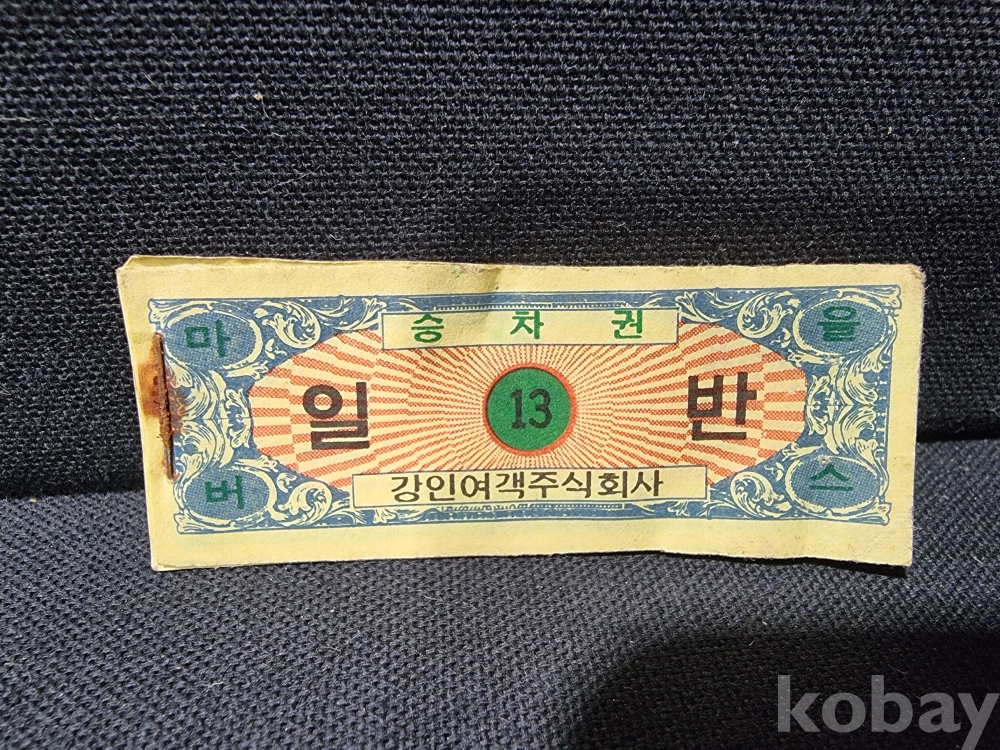 승차권
마 을
일 13 반
버 스
강인여객주식회사
kobay